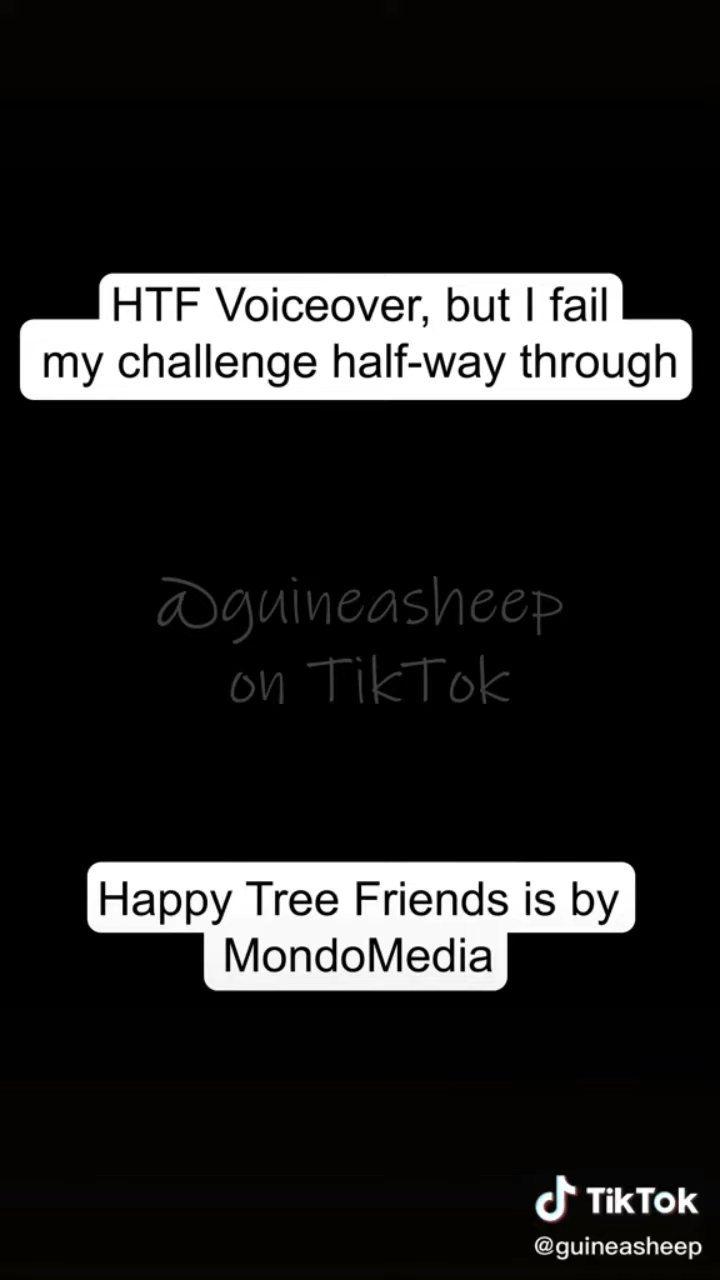 HTF Voiceover, but I fail
my challenge half-way through
@guineasheep
on TikTok
Happy Tree Friends is by
MondoMedia
TikTok
@guineasheep